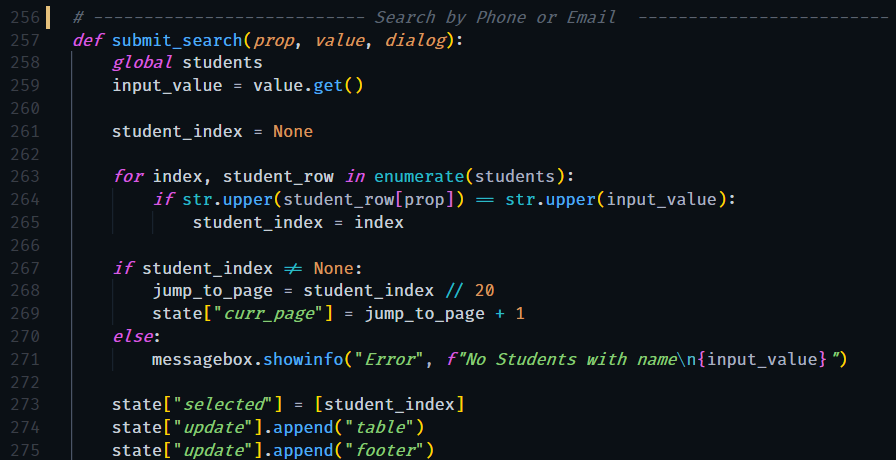 256 # --------------------------- Search by Phone or Email -------------------------
257 def submit_search(prop, value, dialog):
258     global students
259     input_value = value.get()
260
261     student_index = None
262
263     for index, student_row in enumerate(students):
264         if str.upper(student_row[prop]) == str.upper(input_value):
265             student_index = index
266
267     if student_index != None:
268         jump_to_page = student_index // 20
269         state["curr_page"] = jump_to_page + 1
270     else:
271         messagebox.showinfo("Error", f"No Students with name\n{input_value}")
272
273     state["selected"] = [student_index]
274     state["update"].append("table")
275     state["update"].append("footer")